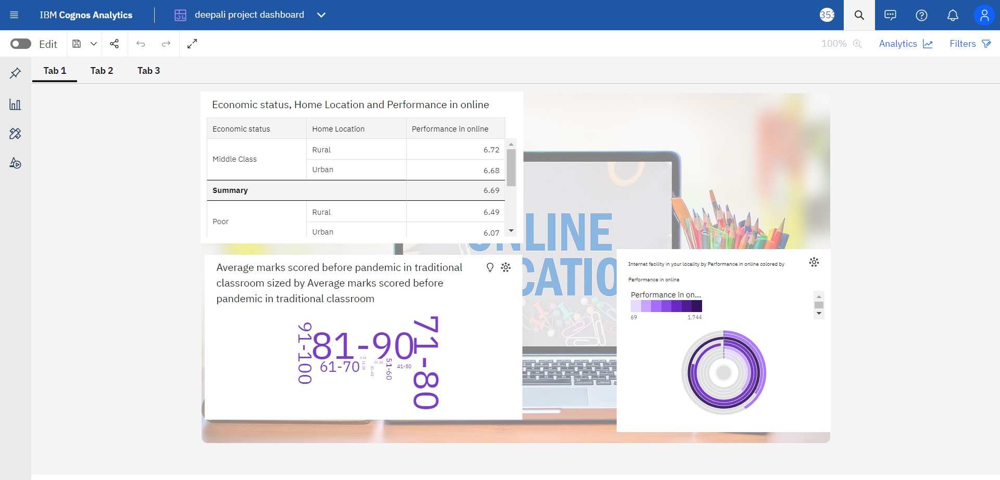 IBM Cognos Analytics
deepali project dashboard
353
Edit
100%
Analytics
Filters
Tab 1
Tab 2
Tab 3
Economic status, Home Location and Performance in online
Economic status Home Location Performance in online
Middle Class Rural 6.72
Urban 6.68
Summary 6.69
Poor Rural 6.49
Urban 6.07
NLINE
CATIO
Average marks scored before pandemic in traditional
classroom sized by Average marks scored before
pandemic in traditional classroom
91-100
81-90
71-80
61-70
0-10
11-20
21-30
31-40
51-60
41-50
Internet facility in your locality by Performance in online colored by
Performance in online
Performance in on...
69 1.744